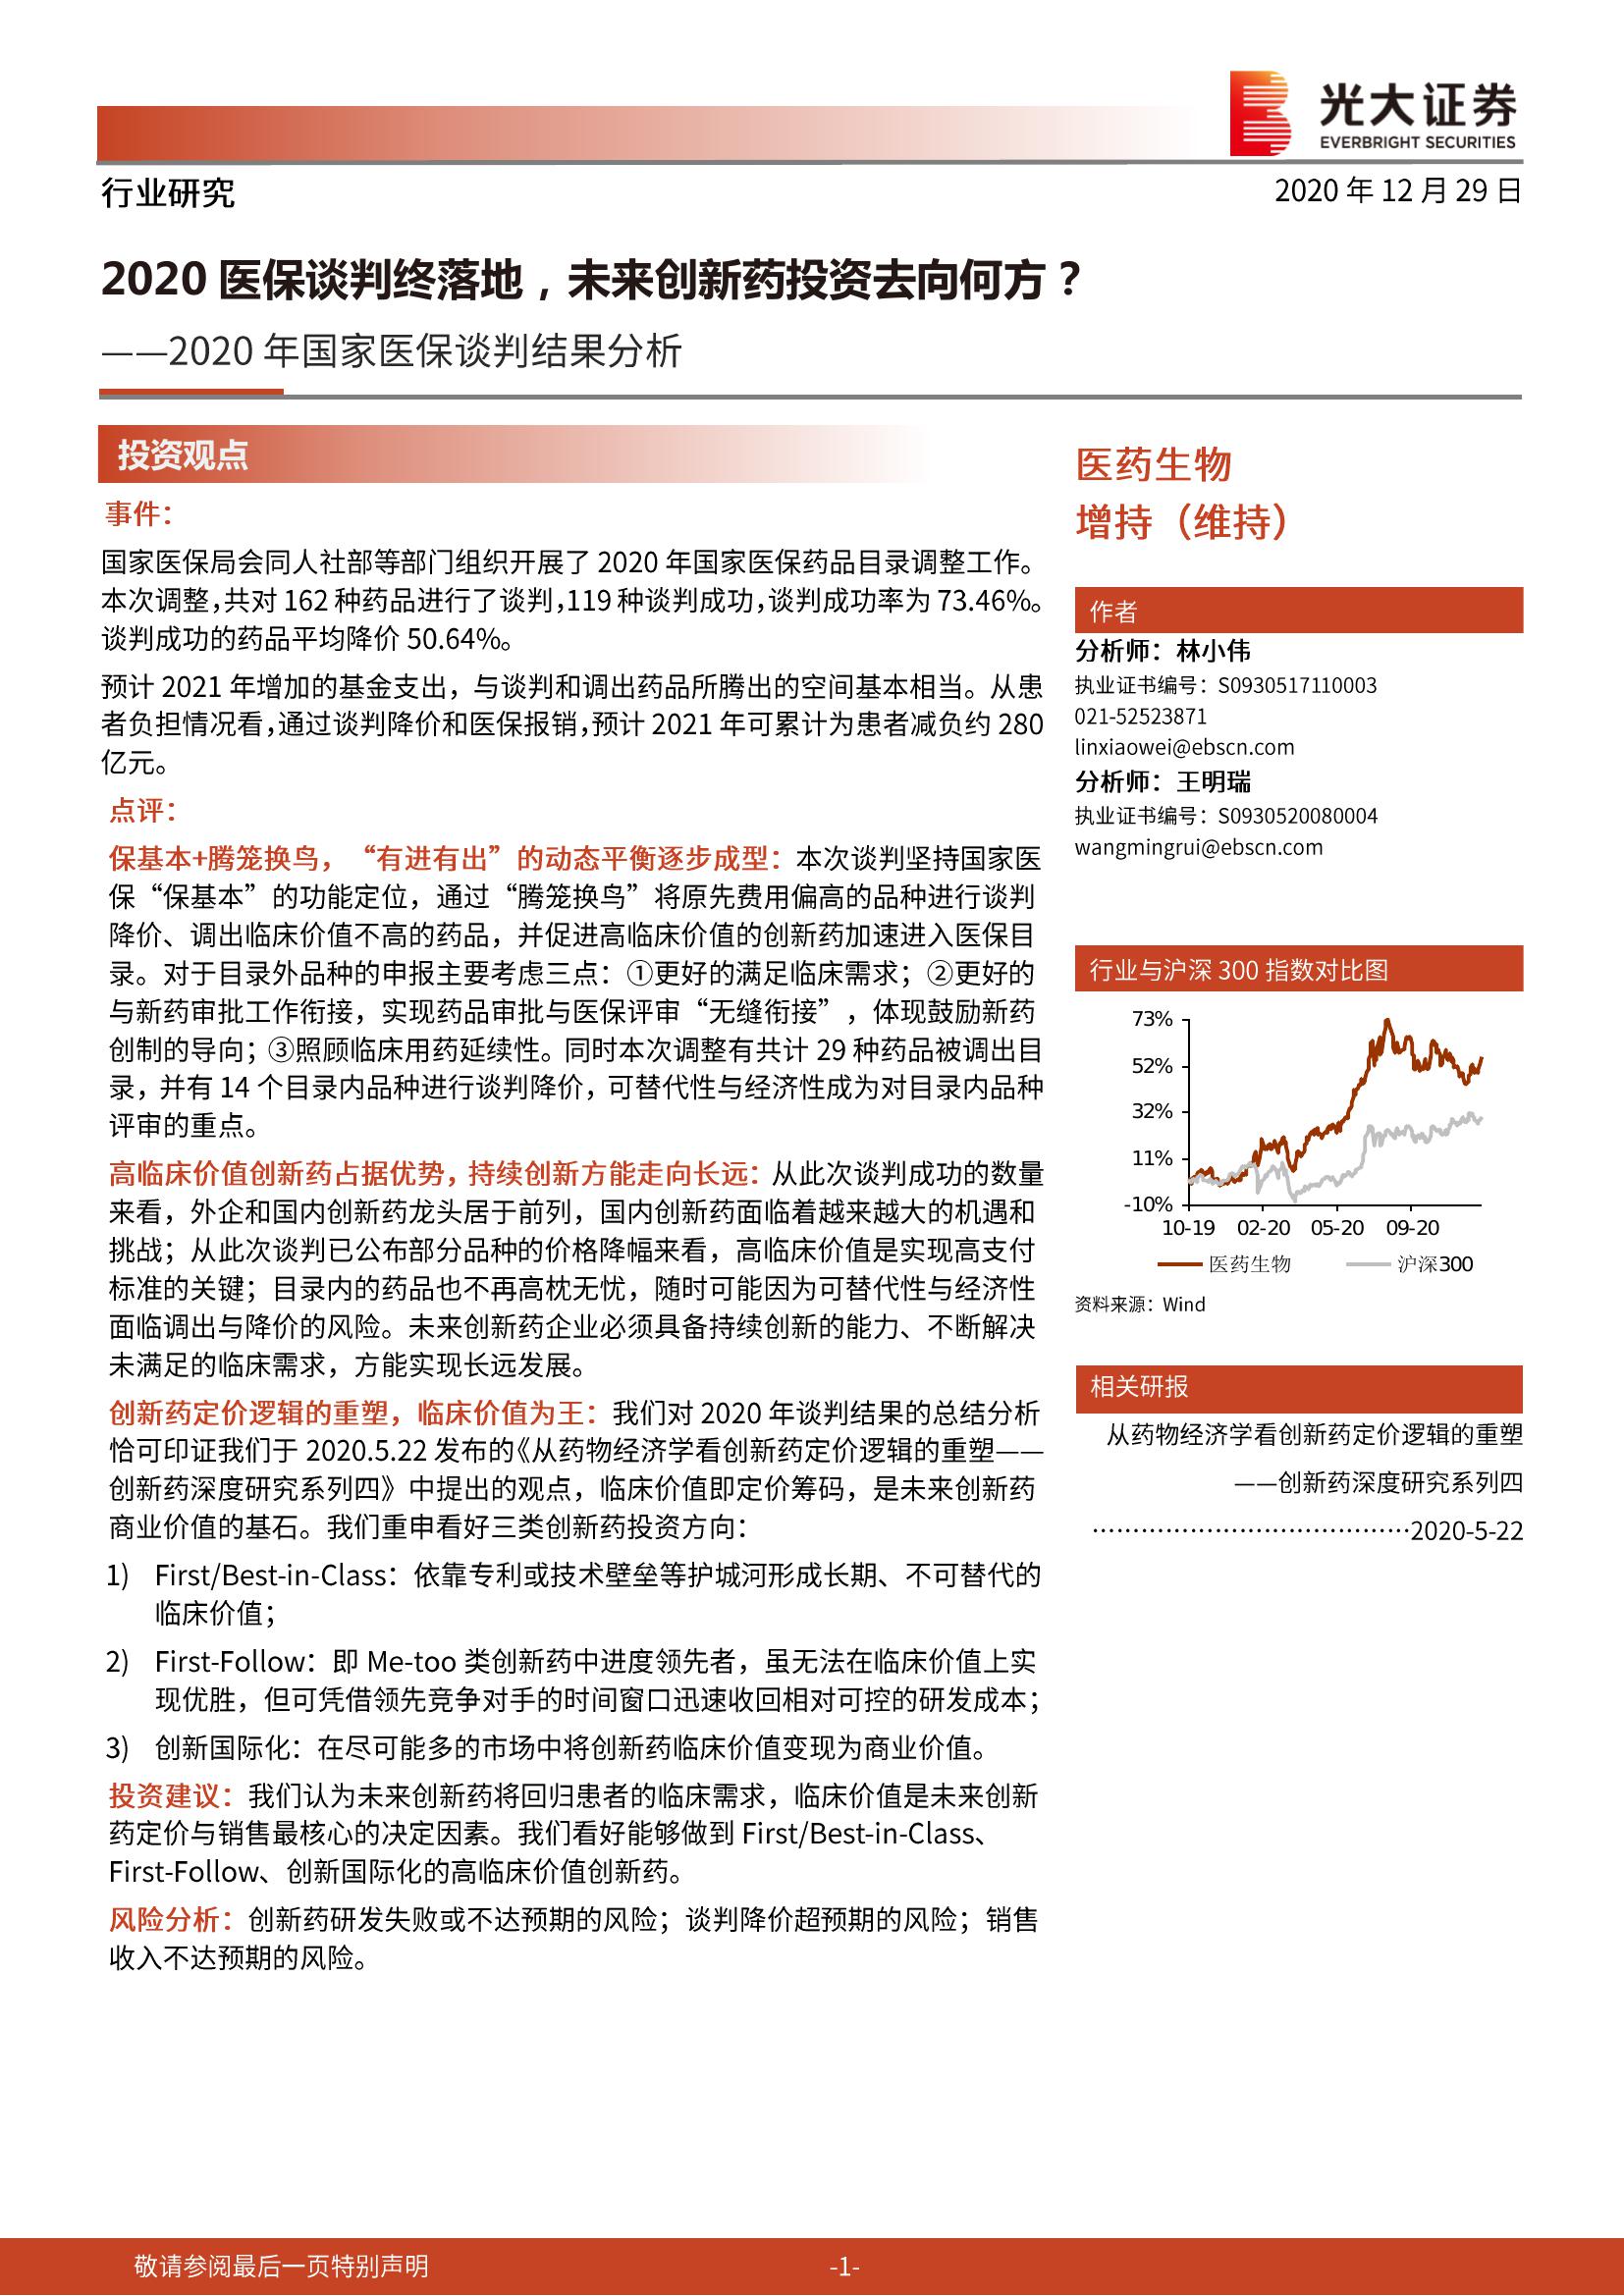 光大证券
EVERBRIGHT SECURITIES
行业研究
2020 年 12 月 29 日
2020 医保谈判终落地，未来创新药投资去向何方？
——2020 年国家医保谈判结果分析
投资观点
事件：
国家医保局会同人社部等部门组织开展了 2020 年国家医保药品目录调整工作。
本次调整，共对 162 种药品进行了谈判，119 种谈判成功，谈判成功率为 73.46%。
谈判成功的药品平均降价 50.64%。
预计 2021 年增加的基金支出，与谈判和调出药品所腾出的空间基本相当。从患
者负担情况看，通过谈判降价和医保报销，预计 2021 年可累计为患者减负约 280
亿元。
点评：
保基本+腾笼换鸟，“有进有出”的动态平衡逐步成型：本次谈判坚持国家医
保“保基本”的功能定位，通过“腾笼换鸟”将原先费用偏高的品种进行谈判
降价、调出临床价值不高的药品，并促进高临床价值的创新药加速进入医保目
录。对于目录外品种的申报主要考虑三点：①更好的满足临床需求；②更好的
与新药审批工作衔接，实现药品审批与医保评审“无缝衔接”，体现鼓励新药
创制的导向；③照顾临床用药延续性。同时本次调整有共计 29 种药品被调出目
录，并有 14 个目录内品种进行谈判降价，可替代性与经济性成为对目录内品种
评审的重点。
高临床价值创新药占据优势，持续创新方能走向长远：从此次谈判成功的数量
来看，外企和国内创新药龙头居于前列，国内创新药面临着越来越大的机遇和
挑战；从此次谈判已公布部分品种的价格降幅来看，高临床价值是实现高支付
标准的关键；目录内的药品也不再高枕无忧，随时可能因为可替代性与经济性
面临调出与降价的风险。未来创新药企业必须具备持续创新的能力、不断解决
未满足的临床需求，方能实现长远发展。
创新药定价逻辑的重塑，临床价值为王：我们对 2020 年谈判结果的总结分析
恰可印证我们于 2020.5.22 发布的《从药物经济学看创新药定价逻辑的重塑——
创新药深度研究系列四》中提出的观点，临床价值即定价筹码，是未来创新药
商业价值的基石。我们重申看好三类创新药投资方向：
1) First/Best-in-Class：依靠专利或技术壁垒等护城河形成长期、不可替代的
临床价值；
2) First-Follow：即 Me-too 类创新药中进度领先者，虽无法在临床价值上实
现优胜，但可凭借领先竞争对手的时间窗口迅速收回相对可控的研发成本；
3) 创新国际化：在尽可能多的市场中将创新药临床价值变现为商业价值。
投资建议：我们认为未来创新药将回归患者的临床需求，临床价值是未来创新
药定价与销售最核心的决定因素。我们看好能够做到 First/Best-in-Class、
First-Follow、创新国际化的高临床价值创新药。
风险分析：创新药研发失败或不达预期的风险；谈判降价超预期的风险；销售
收入不达预期的风险。
医药生物
增持（维持）
作者
分析师：林小伟
执业证书编号：S0930517110003
021-52523871
linxiaowei@ebscn.com
分析师：王明瑞
执业证书编号：S0930520080004
wangmingrui@ebscn.com
行业与沪深 300 指数对比图
73%
52%
32%
11%
-10%
10-19 02-20 05-20 09-20
医药生物 沪深300
资料来源：Wind
相关研报
从药物经济学看创新药定价逻辑的重塑
——创新药深度研究系列四
……………………………………2020-5-22
敬请参阅最后一页特别声明 -1-